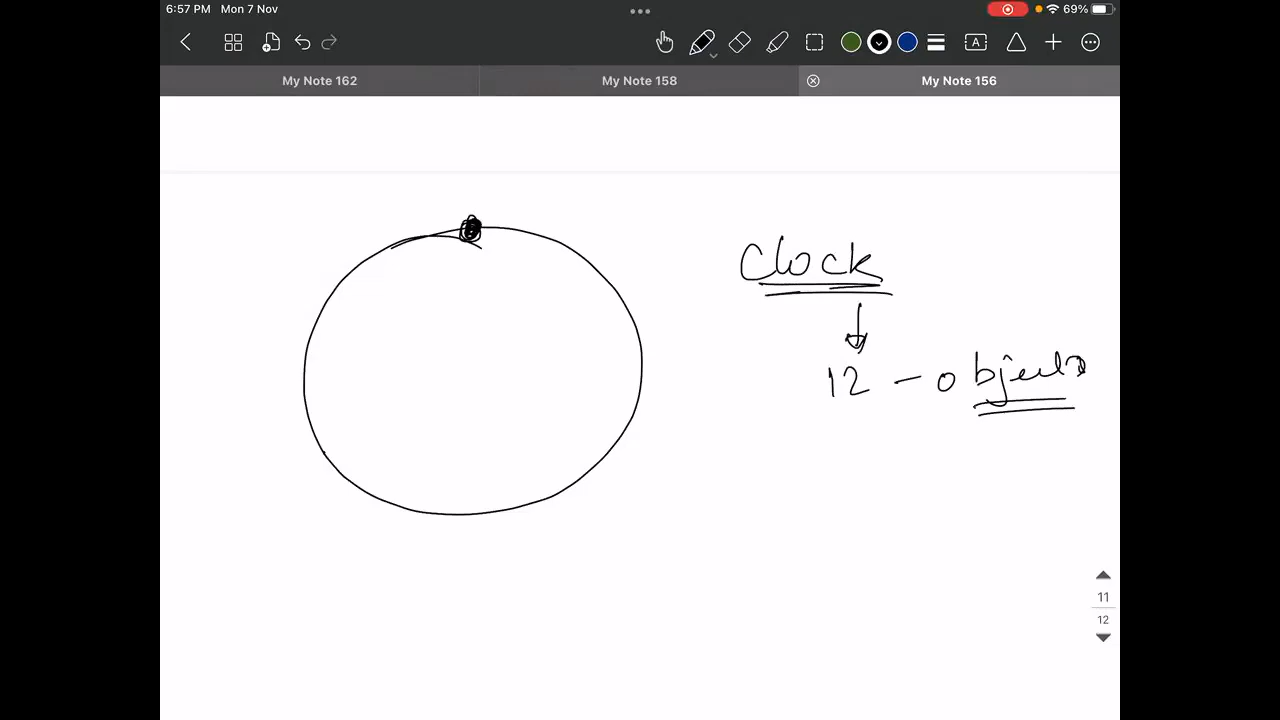 6:57 PM Mon 7 Nov
69%
My Note 162
My Note 158
My Note 156
Clock
12 - objects
11
12